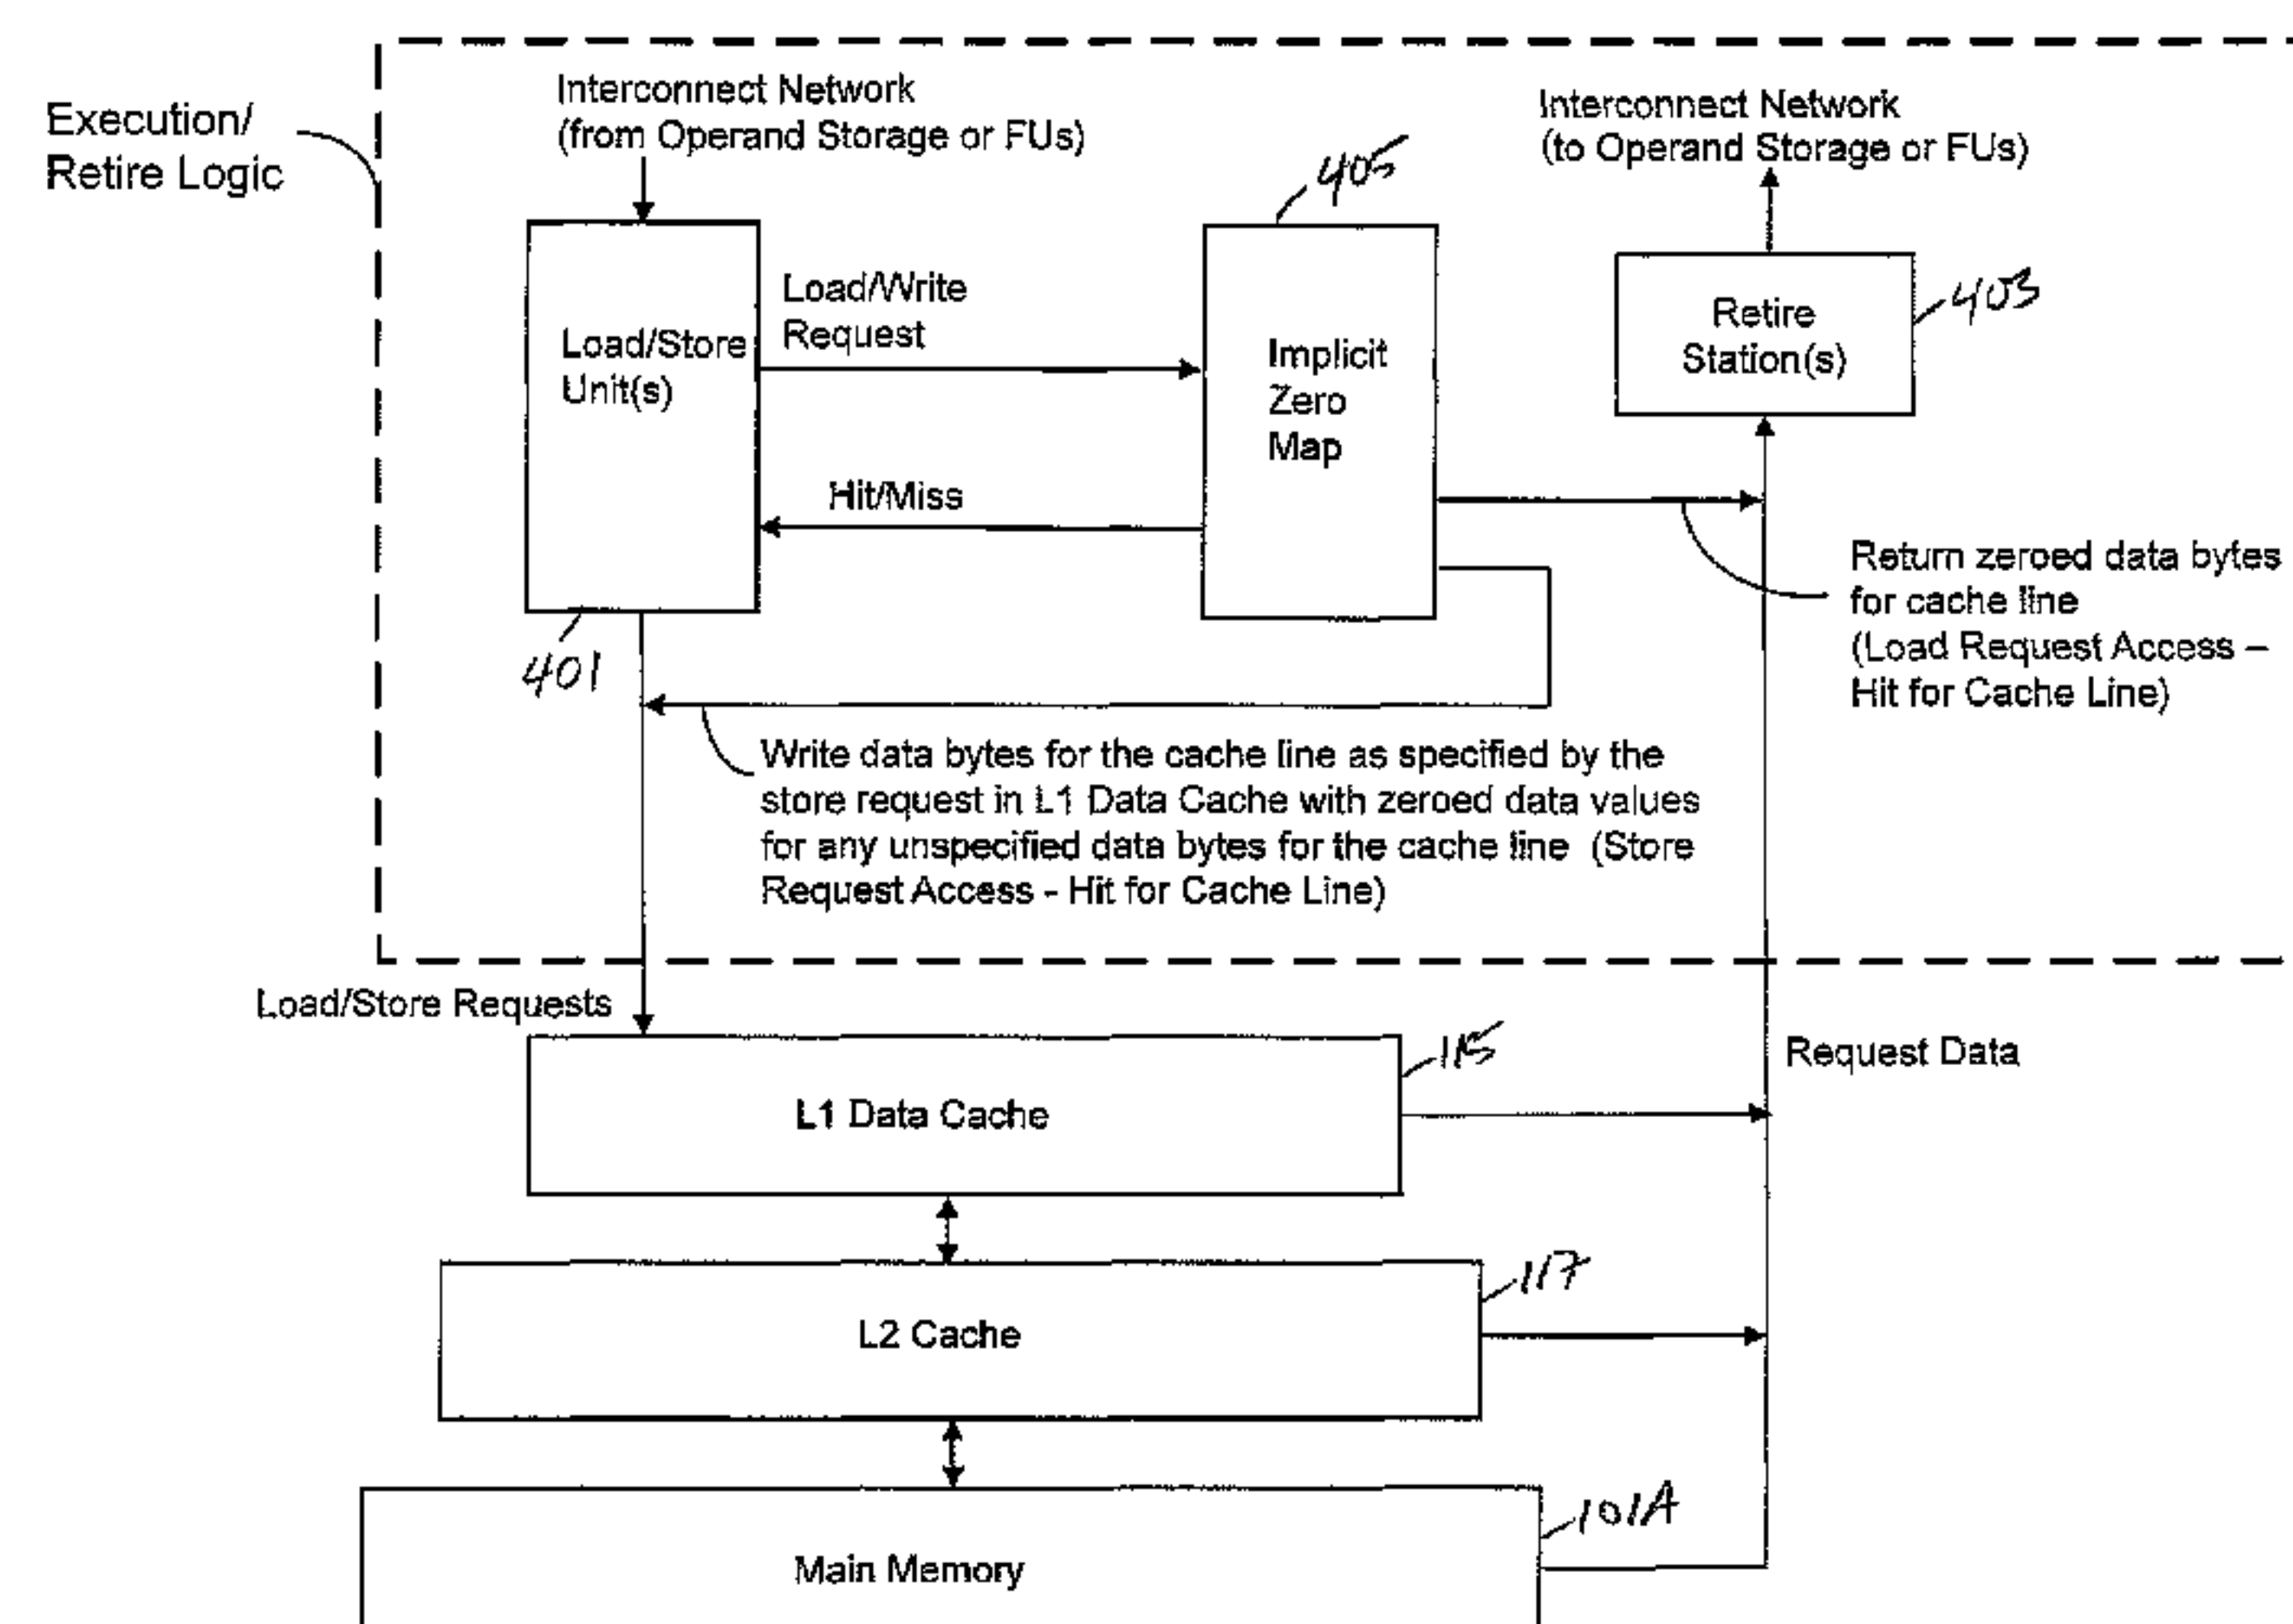 Execution/
Retire Logic
Interconnect Network
(from Operand Storage or FUs)
Interconnect Network
(to Operand Storage or FUs)
405
403
Load/Write
Request
Load/Store
Unit(s)
Implicit
Zero
Map
Retire
Station(s)
Hit/Miss
Return zeroed data bytes
for cache line
(Load Request Access –
Hit for Cache Line)
401
Write data bytes for the cache line as specified by the
store request in L1 Data Cache with zeroed data values
for any unspecified data bytes for the cache line (Store
Request Access - Hit for Cache Line)
Load/Store Requests
115
Request Data
L1 Data Cache
117
L2 Cache
101A
Main Memory